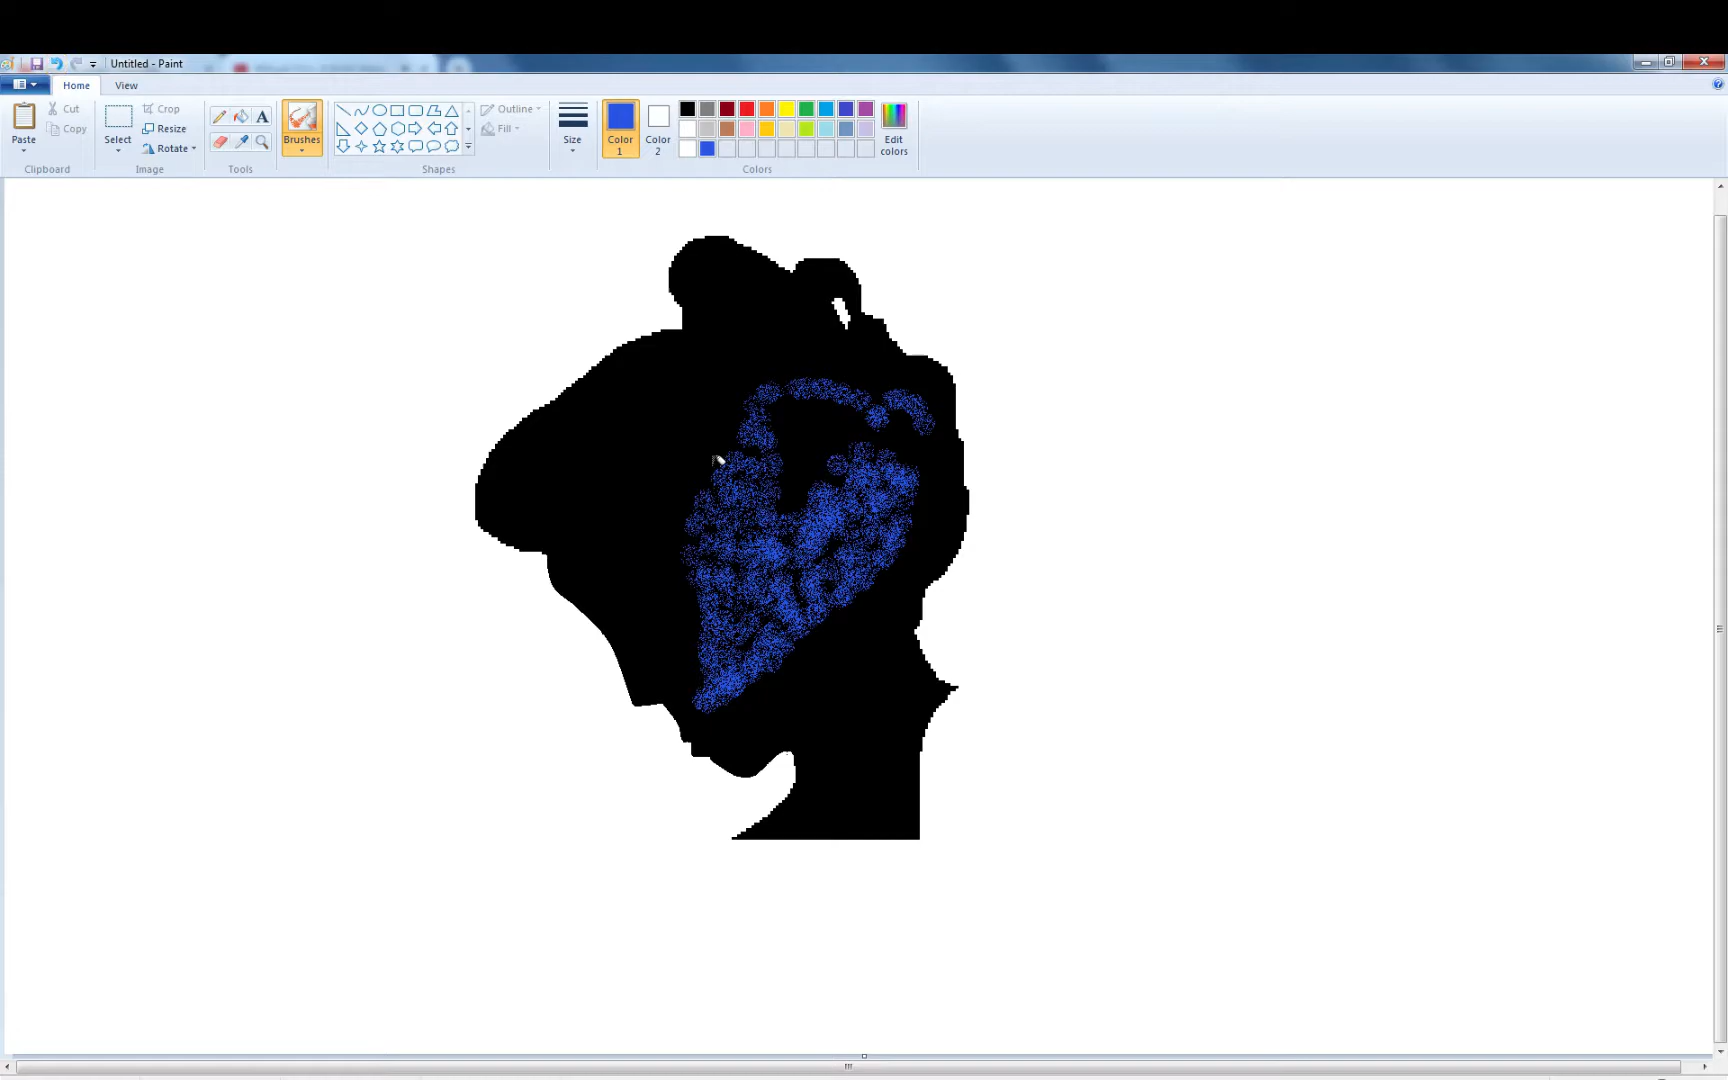 Untitled - Paint
Home View
Paste
Cut
Copy
Clipboard
Select
Crop
Resize
Rotate
Image
Tools
Brushes
Shapes
Outline
Fill
Size
Color 1
Color 2
Edit colors
Colors